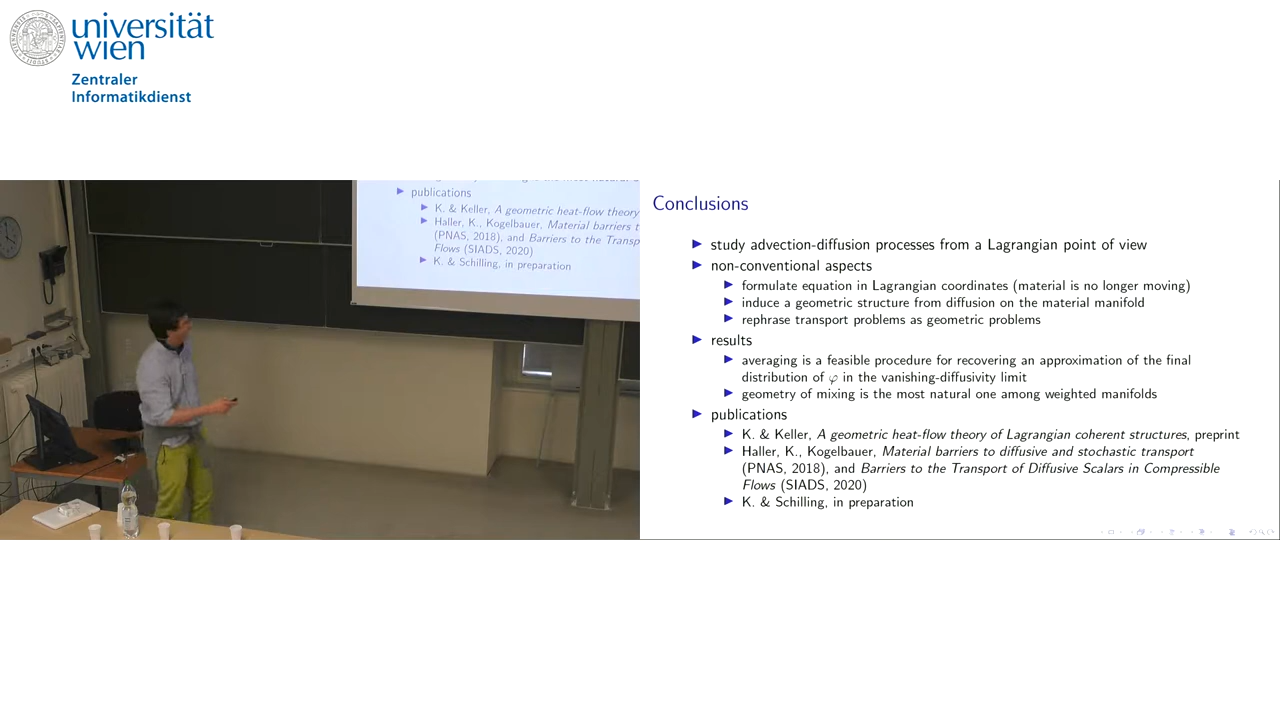 universität
wien
Zentraler
Informatikdienst
publications
K. & Keller, A geometric heat-flow theory
Haller, K., Kogelbauer, Material barriers t
(PNAS, 2018), and Barriers to the Transp
Flows (SIADS, 2020)
K. & Schilling, in preparation
Conclusions
study advection-diffusion processes from a Lagrangian point of view
non-conventional aspects
formulate equation in Lagrangian coordinates (material is no longer moving)
induce a geometric structure from diffusion on the material manifold
rephrase transport problems as geometric problems
results
averaging is a feasible procedure for recovering an approximation of the final
distribution of φ in the vanishing-diffusivity limit
geometry of mixing is the most natural one among weighted manifolds
publications
K. & Keller, A geometric heat-flow theory of Lagrangian coherent structures, preprint
Haller, K., Kogelbauer, Material barriers to diffusive and stochastic transport
(PNAS, 2018), and Barriers to the Transport of Diffusive Scalars in Compressible
Flows (SIADS, 2020)
K. & Schilling, in preparation